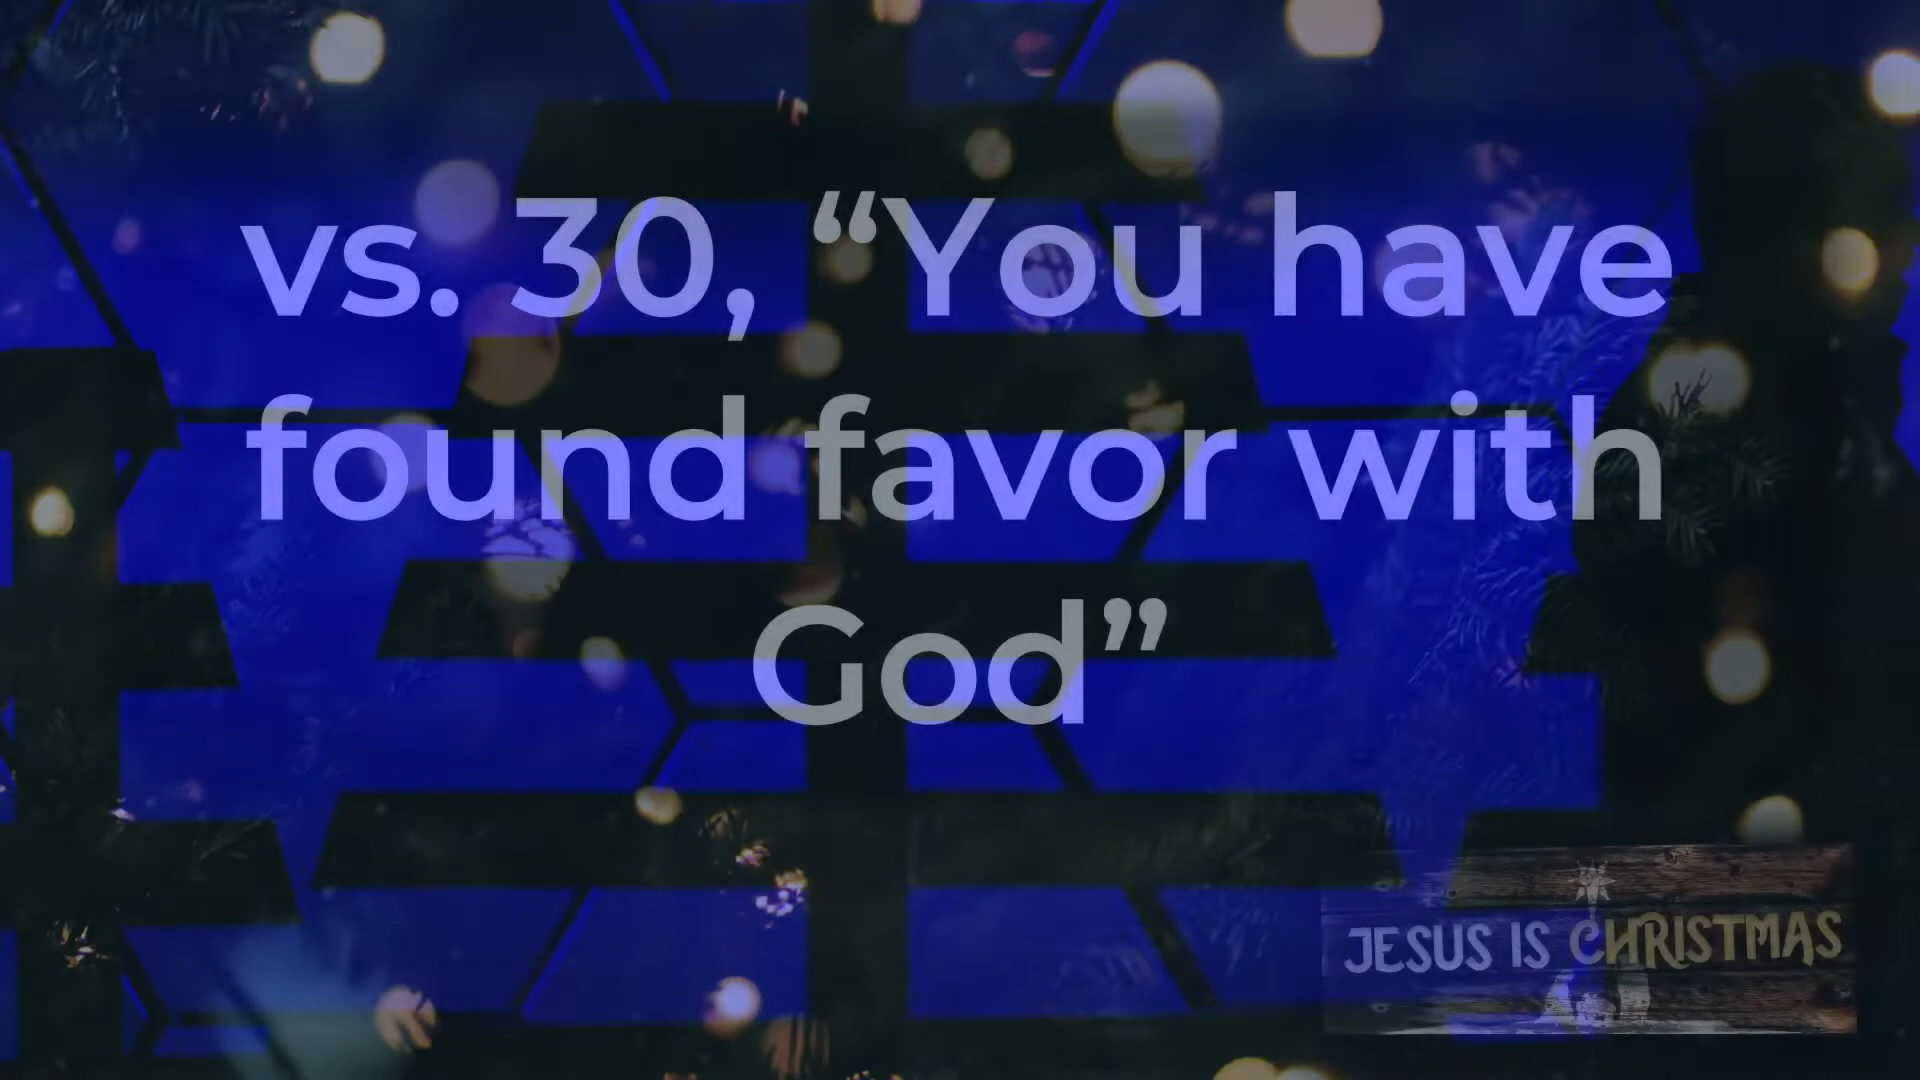 vs. 30, “You have
found favor with
God”
JESUS IS CHRISTMAS